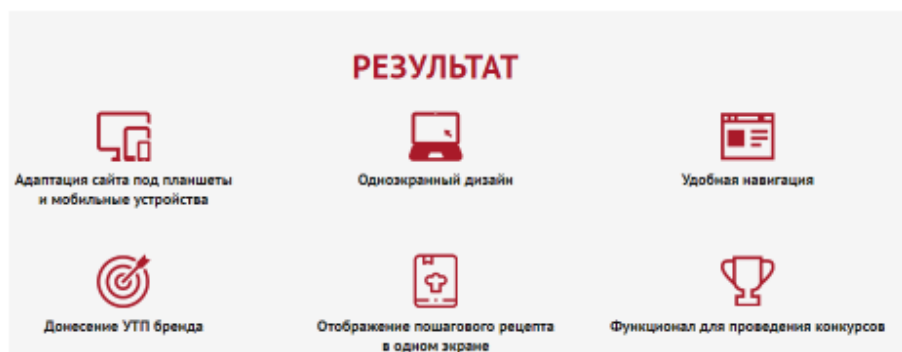 РЕЗУЛЬТАТ
Адаптация сайта под планшеты
и мобильные устройства
Одноэкранный дизайн
Удобная навигация
Донесение УТП бренда
Отображение пошагового рецепта
в одном экране
Функционал для проведения конкурсов